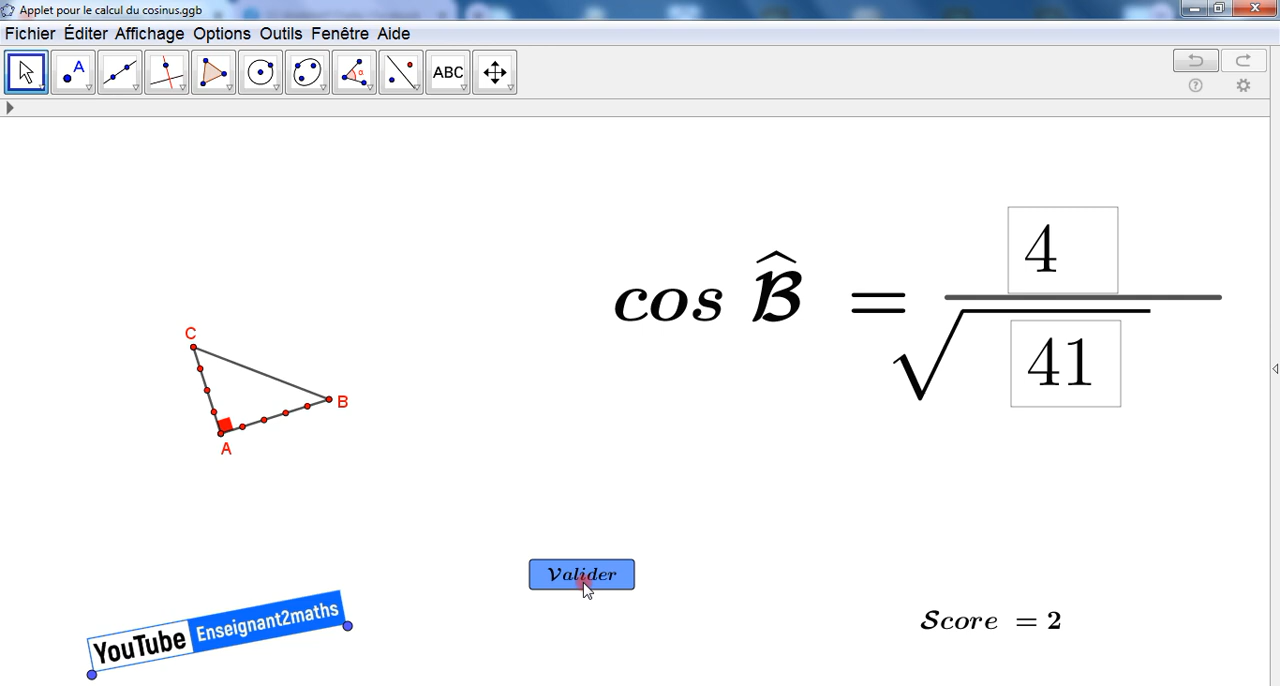 Applet pour le calcul du cosinus.ggb
Fichier Éditer Affichage Options Outils Fenêtre Aide
A
ABC
cos B̂ = 4
√41
C
B
A
Valider
YouTube Enseignant2maths
Score = 2